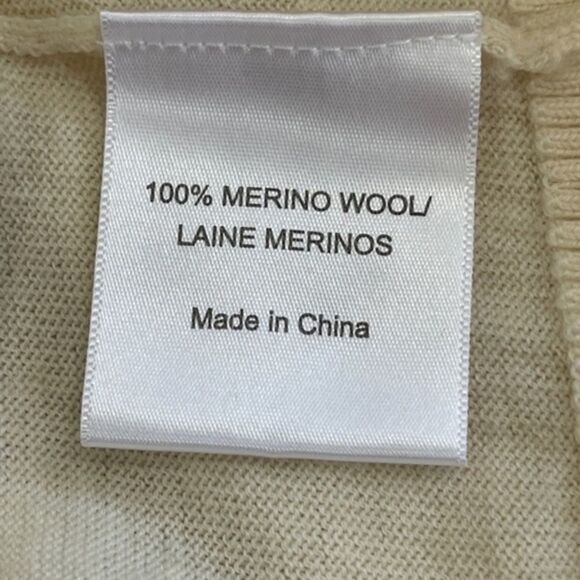 100% MERINO WOOL/
LAINE MERINOS
Made in China